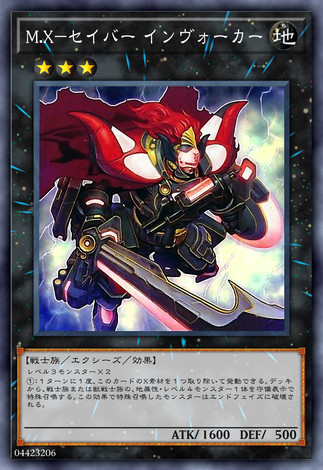 M.X－セイバー インヴォーカー 地
【戦士族／エクシーズ／効果】
レベル３モンスター×２
①：１ターンに１度、このカードのX素材を１つ取り除いて発動できる。デッキ
から、戦士族または獣戦士族の、地属性・レベル４モンスター１体を守備表示で
特殊召喚する。この効果で特殊召喚したモンスターはエンドフェイズに破壊さ
れる。
ATK/ 1600 DEF/ 500
04423206